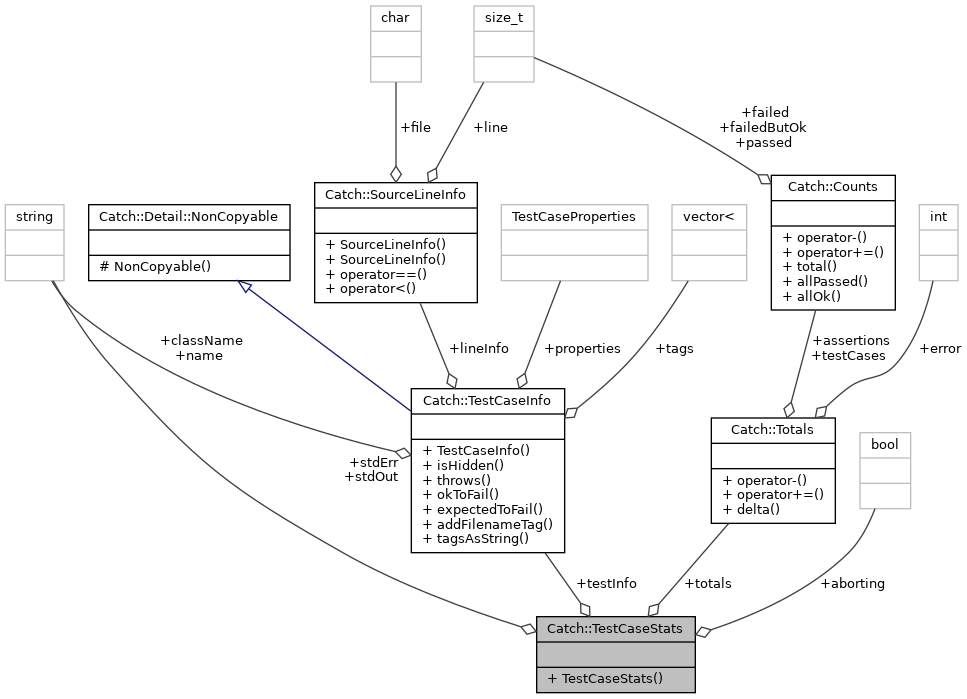 char
size_t
+file
+line
+failed
+failedButOk
+passed
string
Catch::Detail::NonCopyable
# NonCopyable()
Catch::SourceLineInfo
+ SourceLineInfo()
+ SourceLineInfo()
+ operator==()
+ operator<()
TestCaseProperties
vector<
Catch::Counts
+ operator-()
+ operator+=()
+ total()
+ allPassed()
+ allOk()
int
+className
+name
+lineInfo
+properties
+tags
+assertions
+testCases
+error
Catch::TestCaseInfo
+ TestCaseInfo()
+ isHidden()
+ throws()
+ okToFail()
+ expectedToFail()
+ addFilenameTag()
+ tagsAsString()
+stdErr
+stdOut
Catch::Totals
+ operator-()
+ operator+=()
+ delta()
bool
+testInfo
+totals
+aborting
Catch::TestCaseStats
+ TestCaseStats()